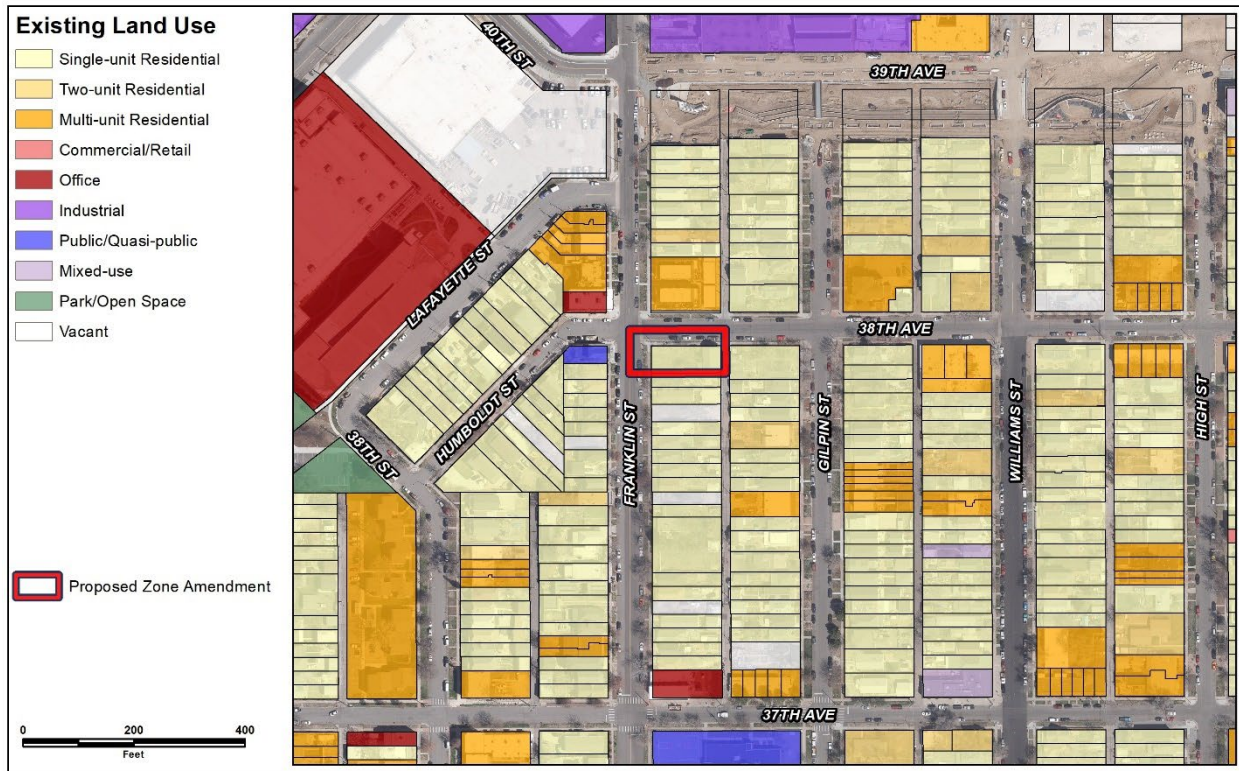 Existing Land Use
Single-unit Residential
Two-unit Residential
Multi-unit Residential
Commercial/Retail
Office
Industrial
Public/Quasi-public
Mixed-use
Park/Open Space
Vacant
Proposed Zone Amendment
0 200 400
Feet
40TH ST
39TH AVE
LAFAYETTE ST
38TH AVE
HUMBOLDT ST
38TH ST
FRANKLIN ST
GILPIN ST
WILLIAMS ST
HIGH ST
37TH AVE